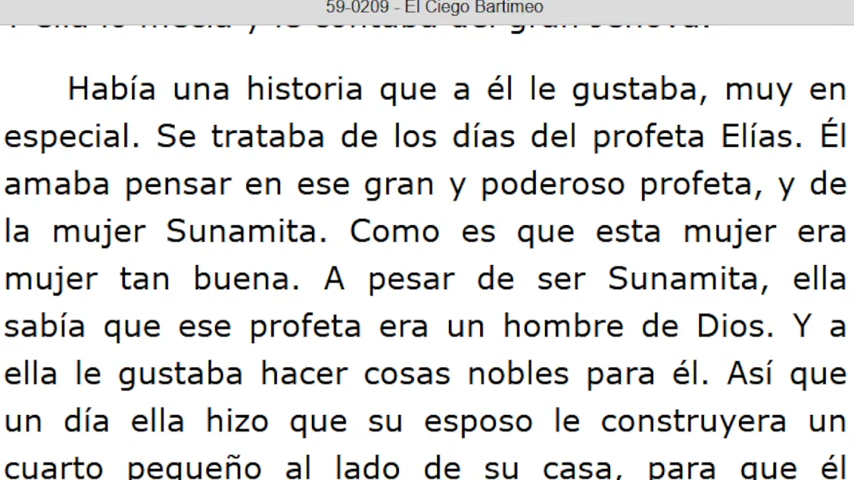 59-0209 - El Ciego Bartimeo
Había una historia que a él le gustaba, muy en
especial. Se trataba de los días del profeta Elías. Él
amaba pensar en ese gran y poderoso profeta, y de
la mujer Sunamita. Como es que esta mujer era
mujer tan buena. A pesar de ser Sunamita, ella
sabía que ese profeta era un hombre de Dios. Y a
ella le gustaba hacer cosas nobles para él. Así que
un día ella hizo que su esposo le construyera un
cuarto pequeño al lado de su casa, para que él